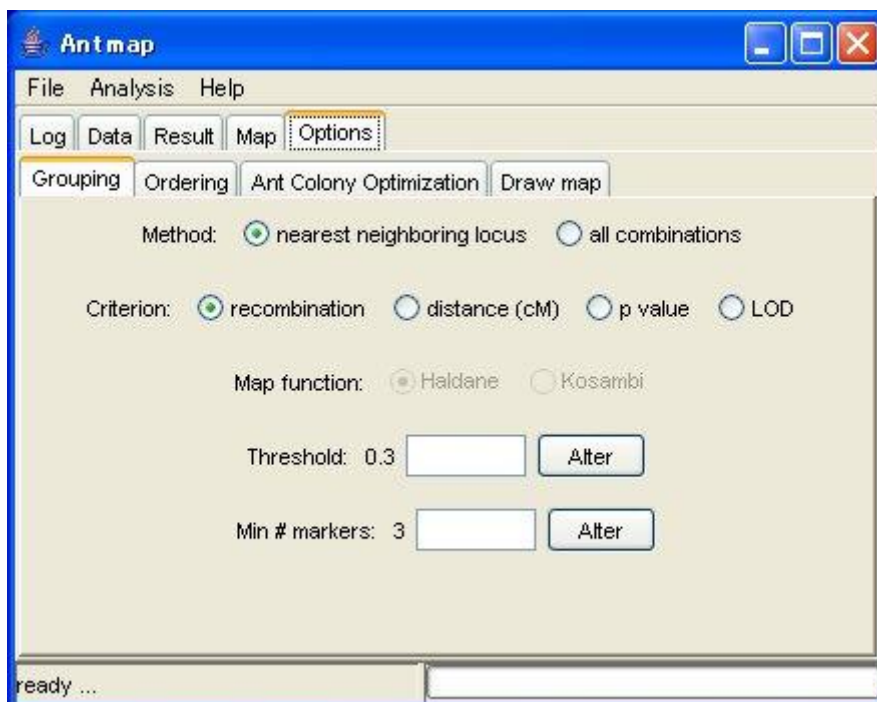 Antmap
File Analysis Help
Log Data Result Map Options
Grouping Ordering Ant Colony Optimization Draw map
Method: nearest neighboring locus all combinations
Criterion: recombination distance (cM) p value LOD
Map function: Haldane Kosambi
Threshold: 0.3 Alter
Min # markers: 3 Alter
ready ...